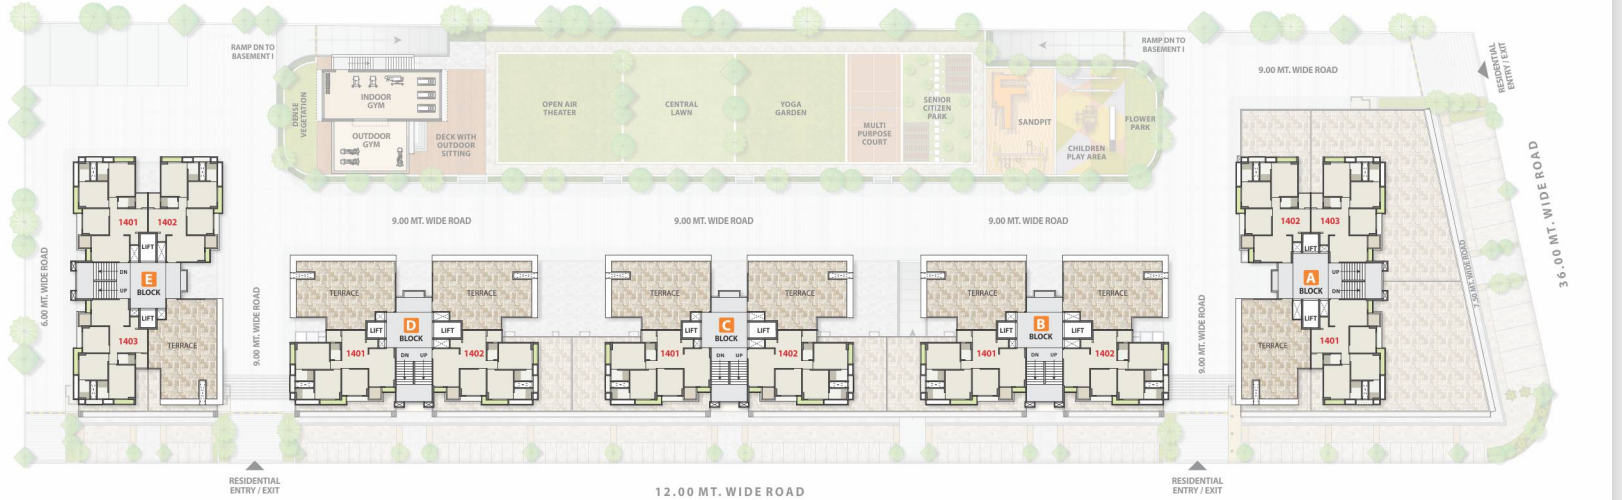 RAMP DN TO
BASEMENT I
RAMP DN TO
BASEMENT I
9.00 MT. WIDE ROAD
RESIDENTIAL
ENTRY / EXIT
DENSE
VEGETATION
INDOOR
GYM
OUTDOOR
GYM
DECK WITH
OUTDOOR
SITTING
OPEN AIR
THEATER
CENTRAL
LAWN
YOGA
GARDEN
MULTI
PURPOSE
COURT
SENIOR
CITIZEN
PARK
SANDPIT
CHILDREN
PLAY AREA
FLOWER
PARK
36.00 MT. WIDE ROAD
7.50 MT. WIDE ROAD
9.00 MT. WIDE ROAD
9.00 MT. WIDE ROAD
9.00 MT. WIDE ROAD
6.00 MT. WIDE ROAD
1401
1402
LIFT
DN
UP
E
BLOCK
LIFT
1403
TERRACE
9.00 MT. WIDE ROAD
TERRACE
TERRACE
LIFT
D
BLOCK
LIFT
1401
DN UP
1402
TERRACE
TERRACE
LIFT
C
BLOCK
LIFT
1401
DN UP
1402
TERRACE
TERRACE
LIFT
B
BLOCK
LIFT
1401
DN UP
1402
9.00 MT. WIDE ROAD
1402
1403
LIFT
A
BLOCK
UP
DN
LIFT
1401
TERRACE
RESIDENTIAL
ENTRY / EXIT
12.00 MT. WIDE ROAD
RESIDENTIAL
ENTRY / EXIT